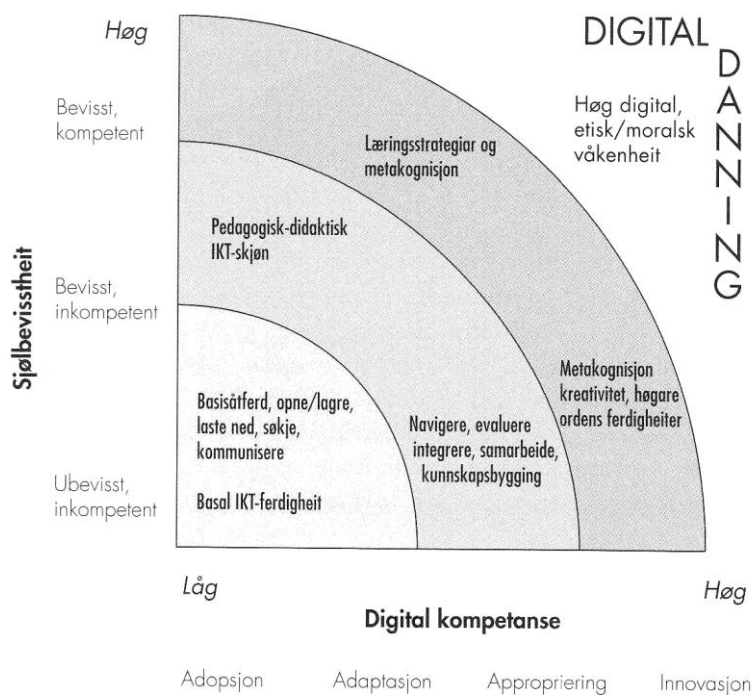 Høg
DIGITAL
DANNING
Høg digital,
etisk/moralsk
våkenheit
Bevisst,
kompetent
Læringsstrategiar og
metakognisjon
Pedagogisk-didaktisk
IKT-skjøn
Bevisst,
inkompetent
Sjølbevisstheit
Metakognisjon
kreativitet, høgare
ordens ferdigheiter
Basisåtferd, opne/lagre,
laste ned, søkje,
kommunisere
Navigere, evaluere
integrere, samarbeide,
kunnskapsbygging
Ubevisst,
inkompetent
Basal IKT-ferdigheit
Låg
Høg
Digital kompetanse
Adopsjon
Adaptasjon
Appropriering
Innovasjon